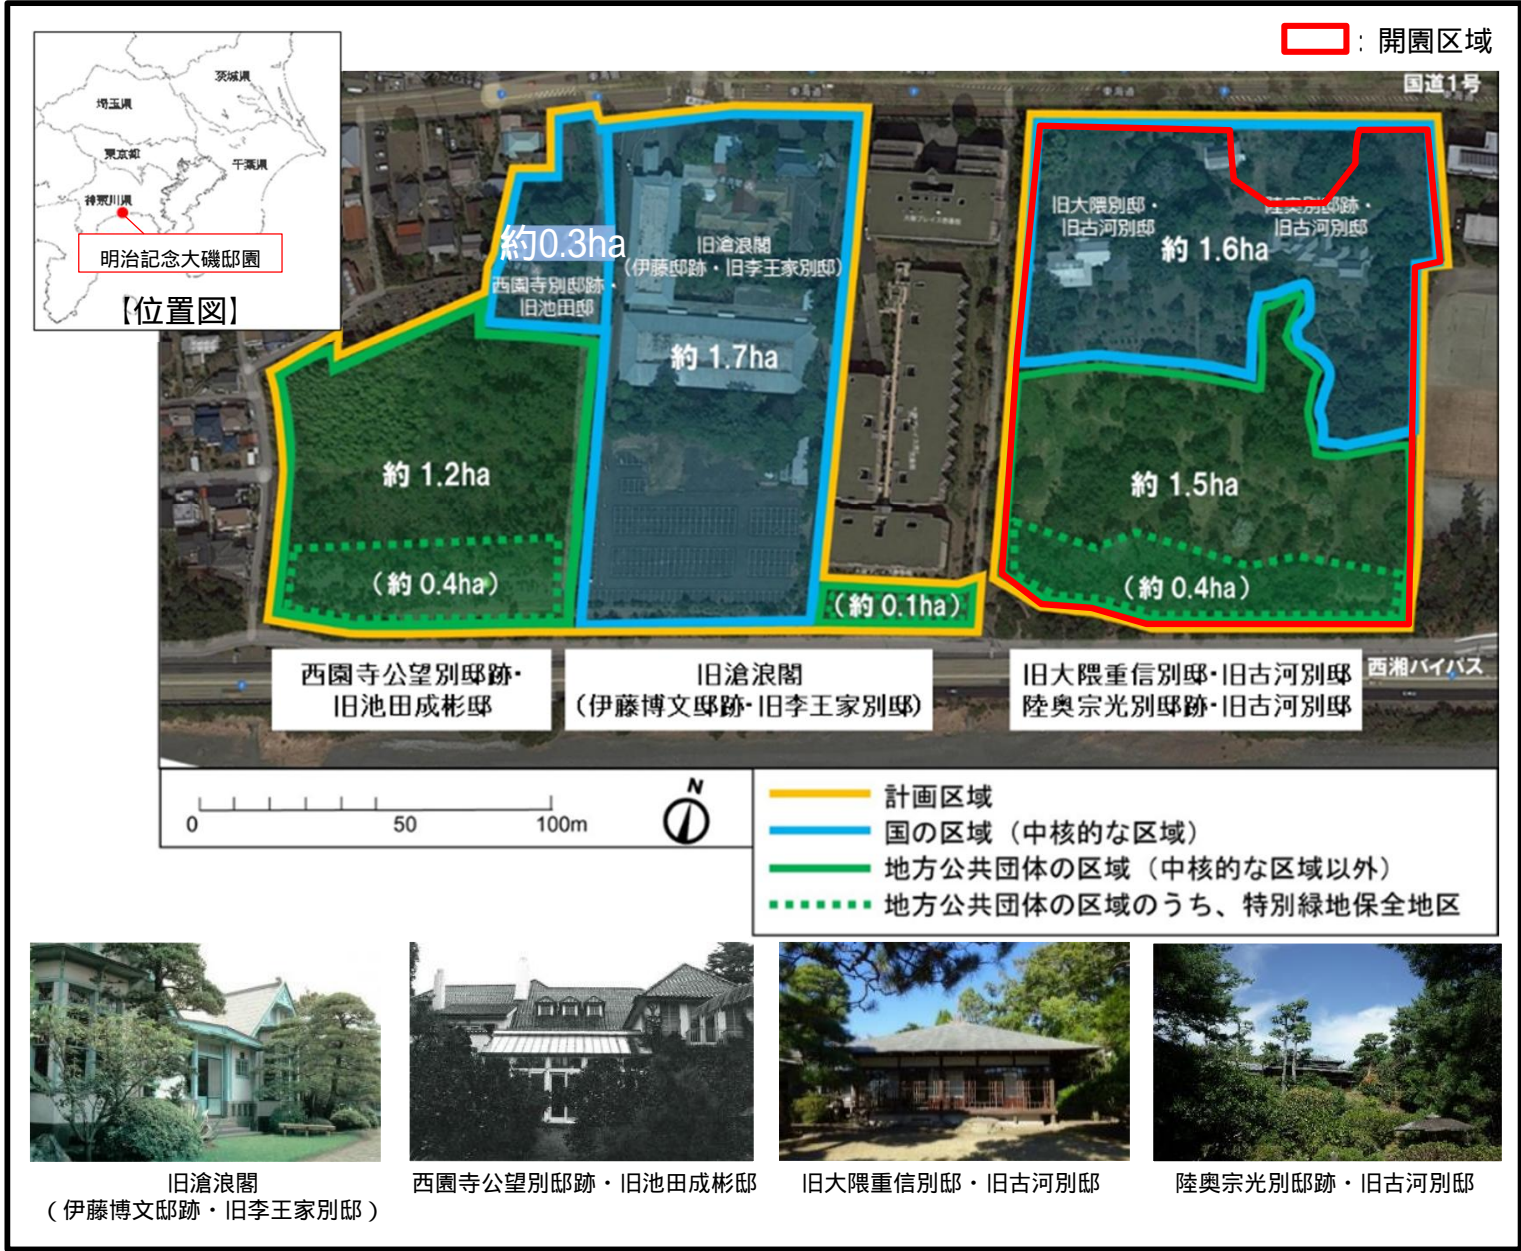 ：開園区域
国道1号
茨城県
埼玉県
東京都
千葉県
神奈川県
明治記念大磯邸園
【位置図】
東海道
東海道
東海道
約0.3ha
西園寺別邸跡・
旧池田邸
旧滄浪閣
（伊藤邸跡・旧李王家別邸）
約 1.7ha
旧大隈別邸・
旧古河別邸
陸奥別邸跡・
旧古河別邸
約 1.6ha
約 1.2ha
（約 0.4ha）
（約 0.1ha）
約 1.5ha
（約 0.4ha）
西園寺公望別邸跡・
旧池田成彬邸
旧滄浪閣
（伊藤博文邸跡・旧李王家別邸）
旧大隈重信別邸・旧古河別邸
陸奥宗光別邸跡・旧古河別邸
西湘バイパス
0 50 100m
N
計画区域
国の区域（中核的な区域）
地方公共団体の区域（中核的な区域以外）
地方公共団体の区域のうち、特別緑地保全地区
旧滄浪閣
（伊藤博文邸跡・旧李王家別邸）
西園寺公望別邸跡・旧池田成彬邸
旧大隈重信別邸・旧古河別邸
陸奥宗光別邸跡・旧古河別邸